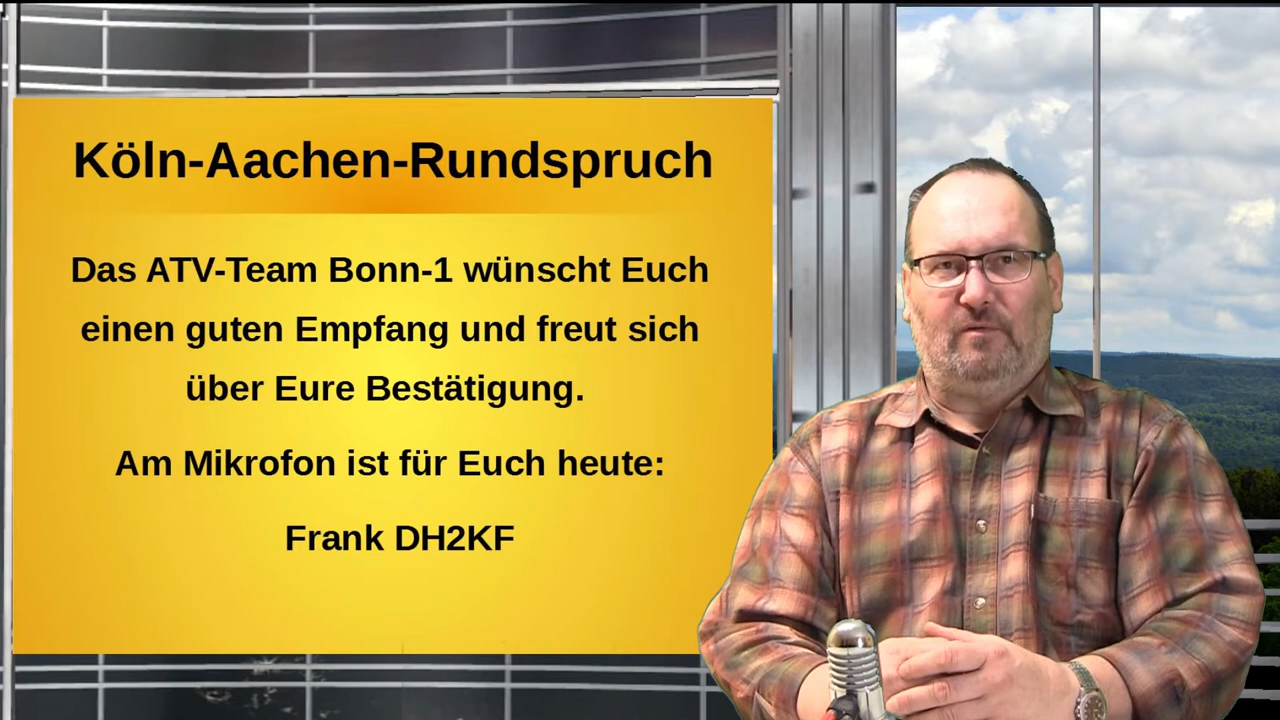 Köln-Aachen-Rundspruch
Das ATV-Team Bonn-1 wünscht Euch
einen guten Empfang und freut sich
über Eure Bestätigung.
Am Mikrofon ist für Euch heute:
Frank DH2KF